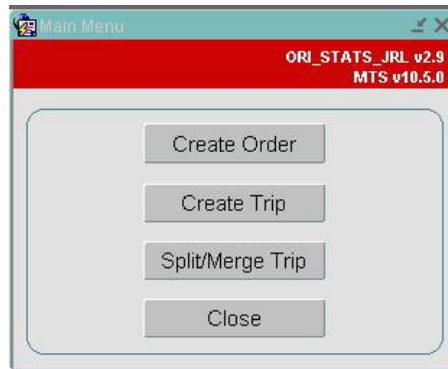 Main Menu
ORI_STATS_JRL v2.9
MTS v10.5.0
Create Order
Create Trip
Split/Merge Trip
Close